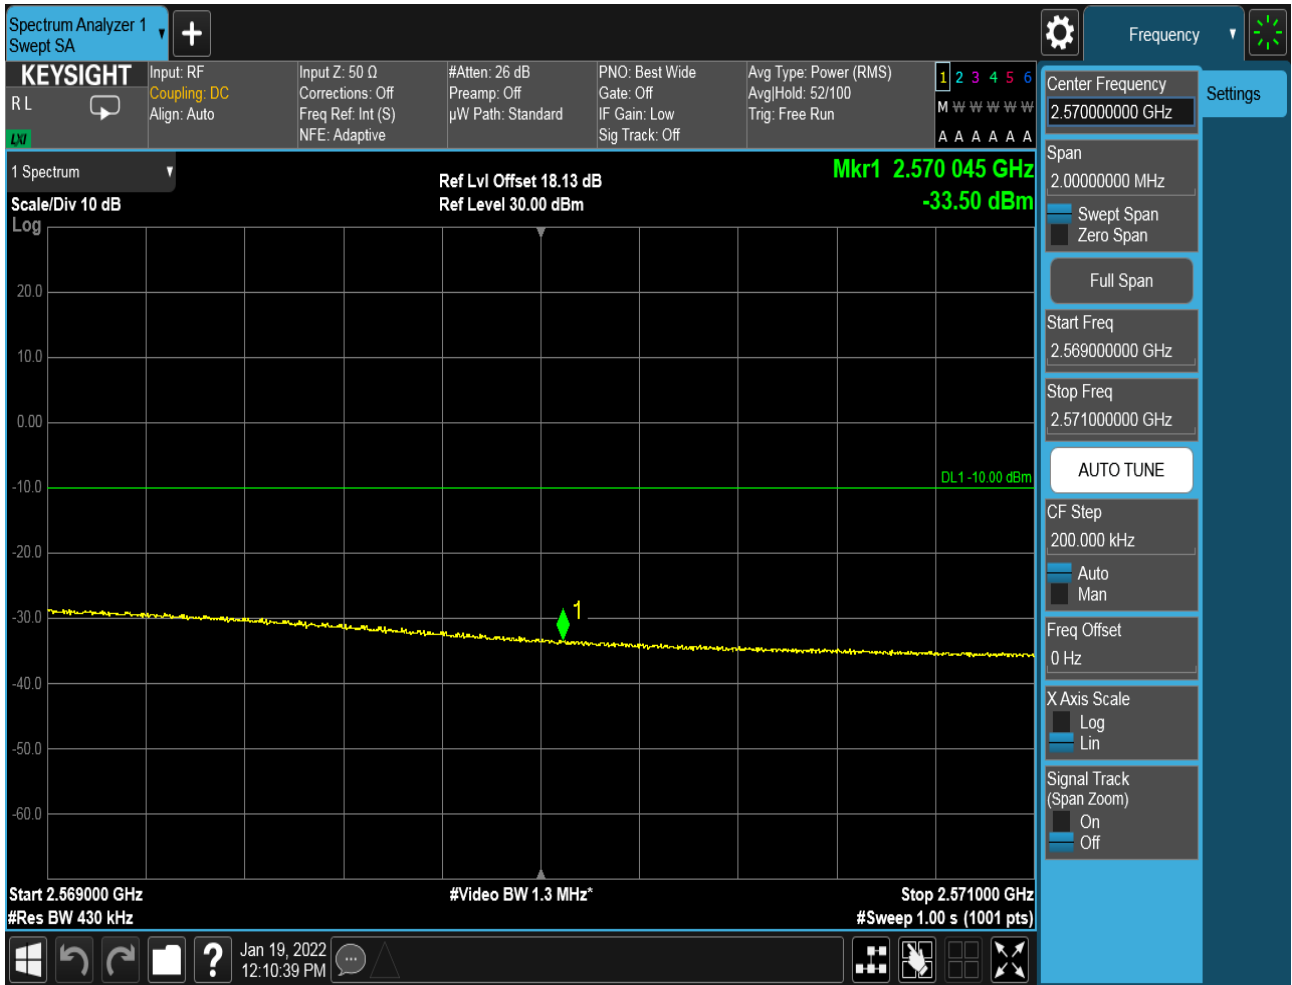 Spectrum Analyzer 1
Swept SA
+
Frequency
KEYSIGHT
R L
LXI
Input: RF
Coupling: DC
Align: Auto
Input Z: 50 Ω
Corrections: Off
Freq Ref: Int (S)
NFE: Adaptive
#Atten: 26 dB
Preamp: Off
µW Path: Standard
PNO: Best Wide
Gate: Off
IF Gain: Low
Sig Track: Off
Avg Type: Power (RMS)
Avg|Hold: 52/100
Trig: Free Run
1 2 3 4 5 6
M W W W W W
A A A A A A
1 Spectrum
Scale/Div 10 dB
Log
Ref Lvl Offset 18.13 dB
Ref Level 30.00 dBm
Mkr1 2.570 045 GHz
-33.50 dBm
20.0
10.0
0.00
-10.0
-20.0
-30.0
-40.0
-50.0
-60.0
DL1 -10.00 dBm
1
Start 2.569000 GHz
#Res BW 430 kHz
#Video BW 1.3 MHz*
Stop 2.571000 GHz
#Sweep 1.00 s (1001 pts)
Center Frequency
2.570000000 GHz
Settings
Span
2.00000000 MHz
Swept Span
Zero Span
Full Span
Start Freq
2.569000000 GHz
Stop Freq
2.571000000 GHz
AUTO TUNE
CF Step
200.000 kHz
Auto
Man
Freq Offset
0 Hz
X Axis Scale
Log
Lin
Signal Track
(Span Zoom)
On
Off
?
Jan 19, 2022
12:10:39 PM